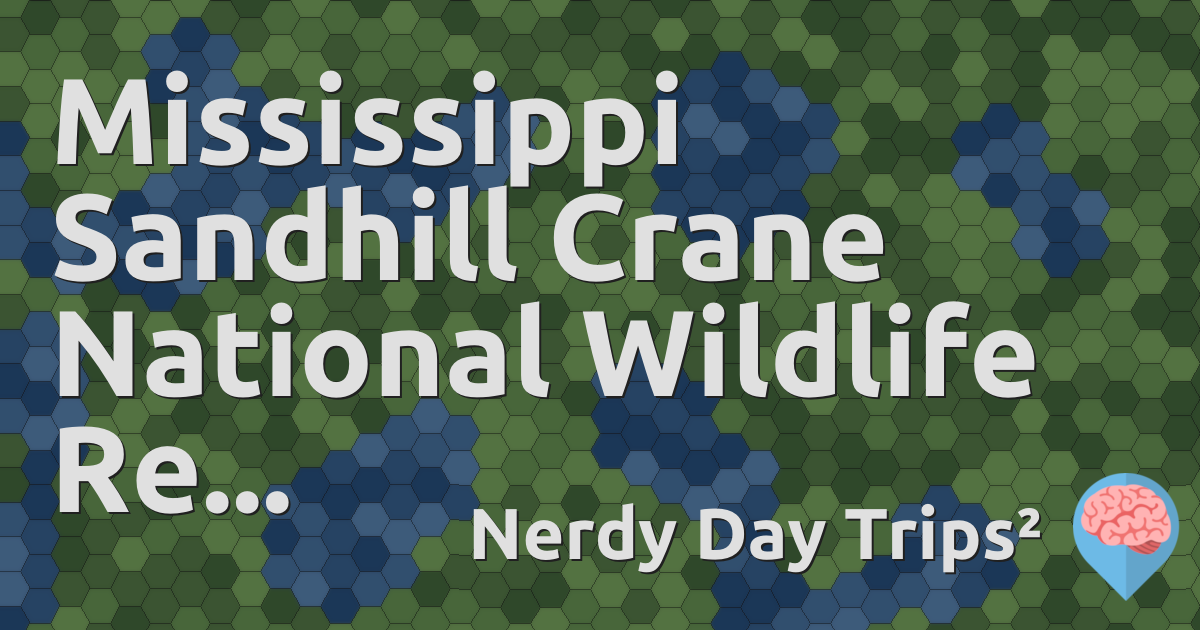 Mississippi
Sandhill Crane
National Wildlife
Re...
Nerdy Day Trips²